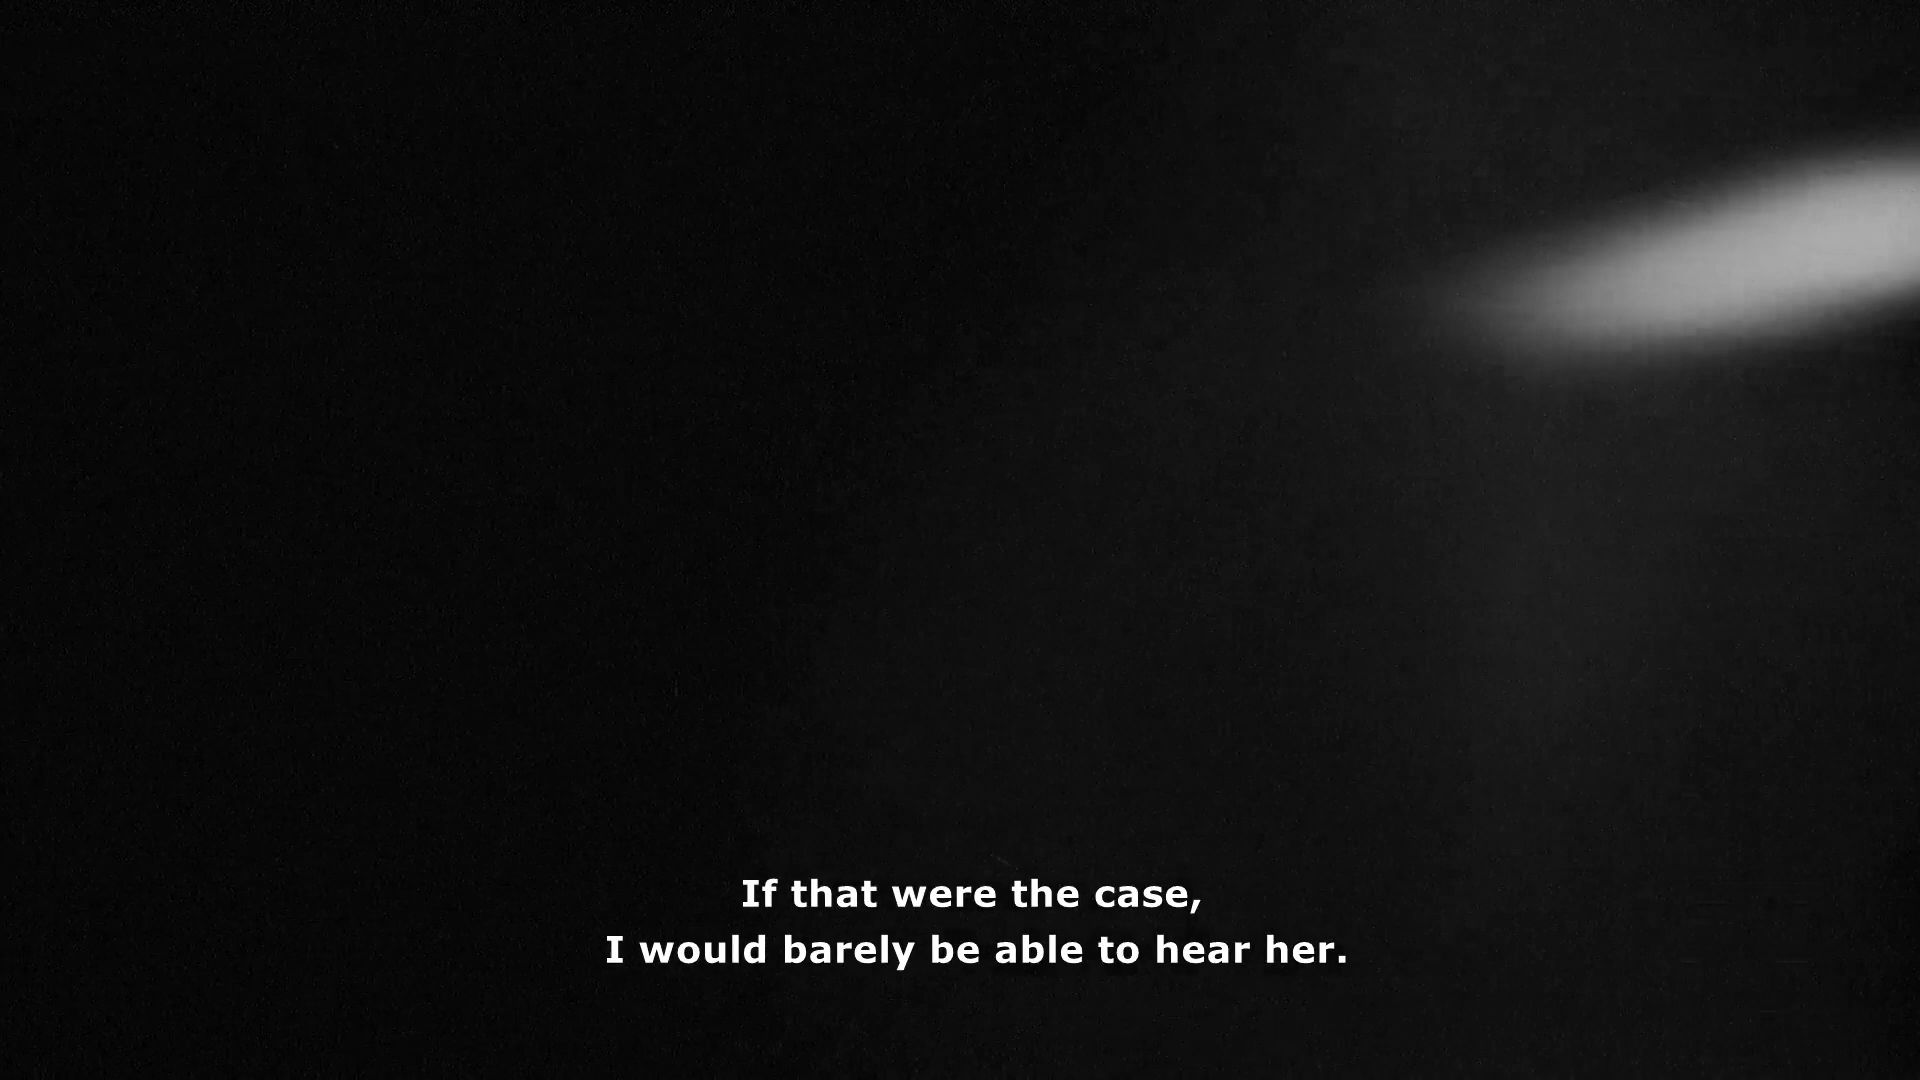 If that were the case,
I would barely be able to hear her.